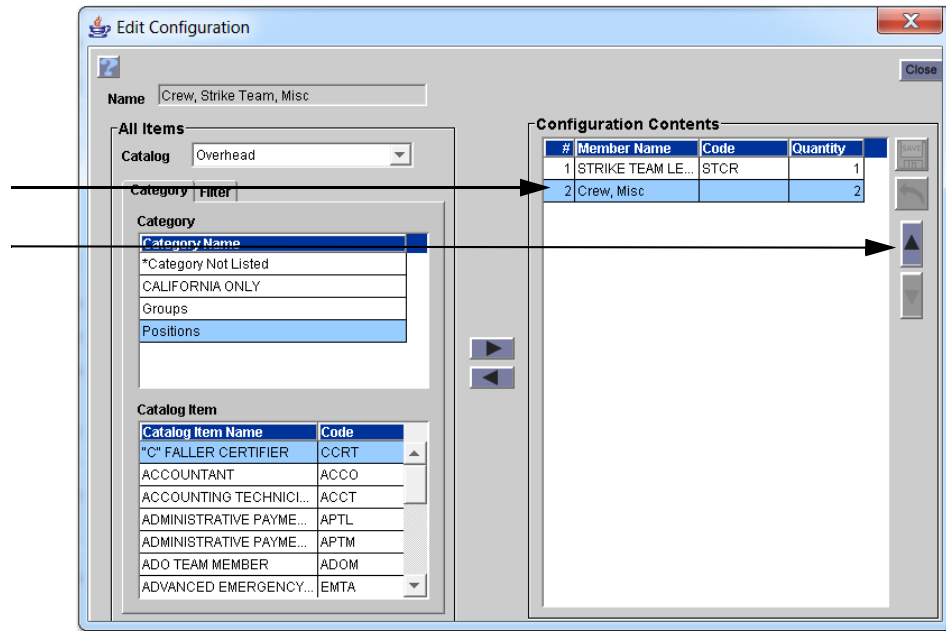 Edit Configuration
Close
Name Crew, Strike Team, Misc
All Items
Catalog Overhead
Category Filter
Category
Category Name
*Category Not Listed
CALIFORNIA ONLY
Groups
Positions
Catalog Item
Catalog Item Name Code
"C" FALLER CERTIFIER CCRT
ACCOUNTANT ACCO
ACCOUNTING TECHNICI... ACCT
ADMINISTRATIVE PAYME... APTL
ADMINISTRATIVE PAYME... APTM
ADO TEAM MEMBER ADOM
ADVANCED EMERGENCY... EMTA
Configuration Contents
# Member Name Code Quantity
1 STRIKE TEAM LE... STCR 1
2 Crew, Misc 2
SAVE